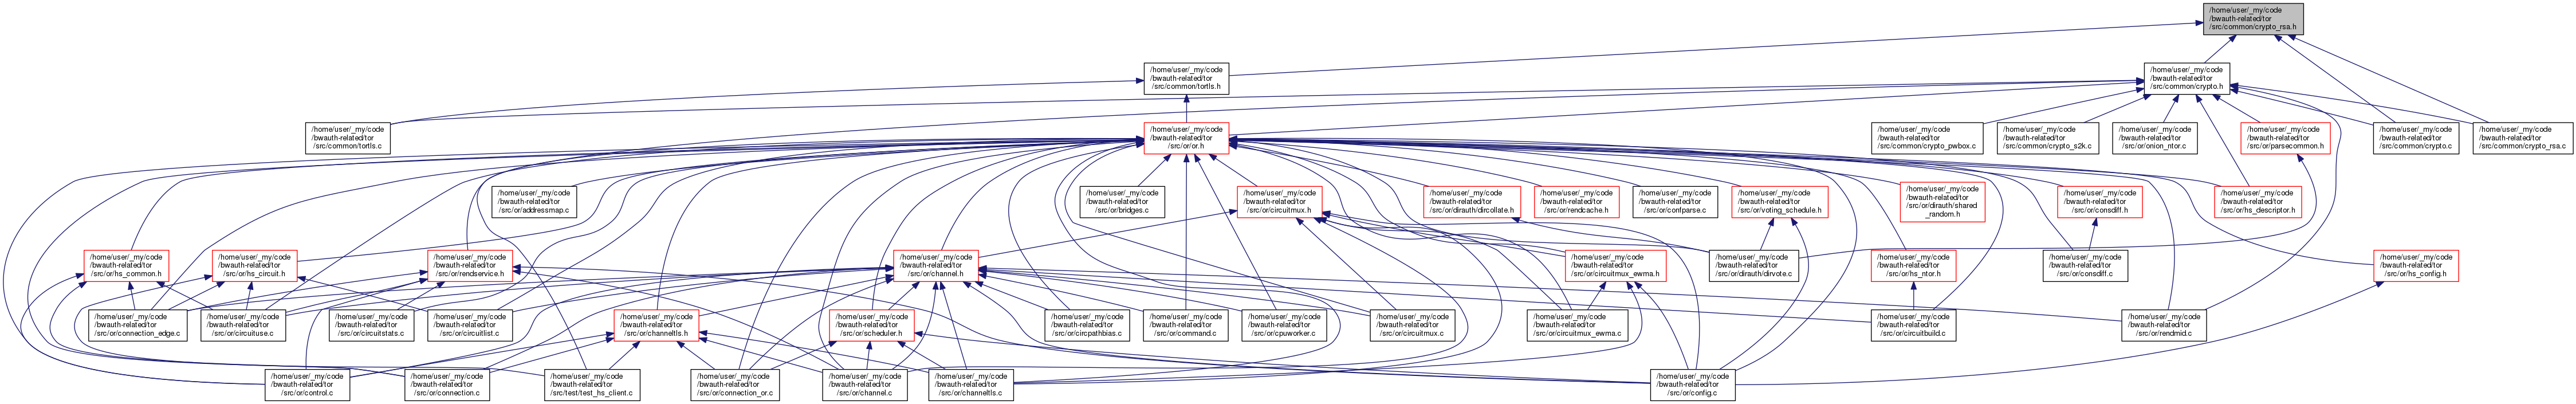 /home/user/_my/code
/bwauth-related/tor
/src/common/crypto_rsa.h
/home/user/_my/code
/bwauth-related/tor
/src/common/tortls.h
/home/user/_my/code
/bwauth-related/tor
/src/common/crypto.h
/home/user/_my/code
/bwauth-related/tor
/src/common/tortls.c
/home/user/_my/code
/bwauth-related/tor
/src/or/or.h
/home/user/_my/code
/bwauth-related/tor
/src/common/crypto_pwbox.c
/home/user/_my/code
/bwauth-related/tor
/src/common/crypto_s2k.c
/home/user/_my/code
/bwauth-related/tor
/src/or/onion_ntor.c
/home/user/_my/code
/bwauth-related/tor
/src/or/parsecommon.h
/home/user/_my/code
/bwauth-related/tor
/src/common/crypto.c
/home/user/_my/code
/bwauth-related/tor
/src/common/crypto_rsa.c
/home/user/_my/code
/bwauth-related/tor
/src/or/addressmap.c
/home/user/_my/code
/bwauth-related/tor
/src/or/bridges.c
/home/user/_my/code
/bwauth-related/tor
/src/or/circuitmux.h
/home/user/_my/code
/bwauth-related/tor
/src/or/dirauth/dircollate.h
/home/user/_my/code
/bwauth-related/tor
/src/or/rendcache.h
/home/user/_my/code
/bwauth-related/tor
/src/or/confparse.c
/home/user/_my/code
/bwauth-related/tor
/src/or/voting_schedule.h
/home/user/_my/code
/bwauth-related/tor
/src/or/dirauth/shared
_random.h
/home/user/_my/code
/bwauth-related/tor
/src/or/consdiff.h
/home/user/_my/code
/bwauth-related/tor
/src/or/hs_descriptor.h
/home/user/_my/code
/bwauth-related/tor
/src/or/hs_common.h
/home/user/_my/code
/bwauth-related/tor
/src/or/hs_circuit.h
/home/user/_my/code
/bwauth-related/tor
/src/or/rendservice.h
/home/user/_my/code
/bwauth-related/tor
/src/or/channel.h
/home/user/_my/code
/bwauth-related/tor
/src/or/circuitmux_ewma.h
/home/user/_my/code
/bwauth-related/tor
/src/or/dirauth/dirvote.c
/home/user/_my/code
/bwauth-related/tor
/src/or/hs_ntor.h
/home/user/_my/code
/bwauth-related/tor
/src/or/consdiff.c
/home/user/_my/code
/bwauth-related/tor
/src/or/hs_config.h
/home/user/_my/code
/bwauth-related/tor
/src/or/connection_edge.c
/home/user/_my/code
/bwauth-related/tor
/src/or/circuituse.c
/home/user/_my/code
/bwauth-related/tor
/src/or/circuitstats.c
/home/user/_my/code
/bwauth-related/tor
/src/or/circuitlist.c
/home/user/_my/code
/bwauth-related/tor
/src/or/channeltls.h
/home/user/_my/code
/bwauth-related/tor
/src/or/scheduler.h
/home/user/_my/code
/bwauth-related/tor
/src/or/circpathbias.c
/home/user/_my/code
/bwauth-related/tor
/src/or/command.c
/home/user/_my/code
/bwauth-related/tor
/src/or/cpuworker.c
/home/user/_my/code
/bwauth-related/tor
/src/or/circuitmux.c
/home/user/_my/code
/bwauth-related/tor
/src/or/circuitmux_ewma.c
/home/user/_my/code
/bwauth-related/tor
/src/or/circuitbuild.c
/home/user/_my/code
/bwauth-related/tor
/src/or/rendmid.c
/home/user/_my/code
/bwauth-related/tor
/src/or/control.c
/home/user/_my/code
/bwauth-related/tor
/src/or/connection.c
/home/user/_my/code
/bwauth-related/tor
/src/test/test_hs_client.c
/home/user/_my/code
/bwauth-related/tor
/src/or/connection_or.c
/home/user/_my/code
/bwauth-related/tor
/src/or/channel.c
/home/user/_my/code
/bwauth-related/tor
/src/or/channeltls.c
/home/user/_my/code
/bwauth-related/tor
/src/or/config.c